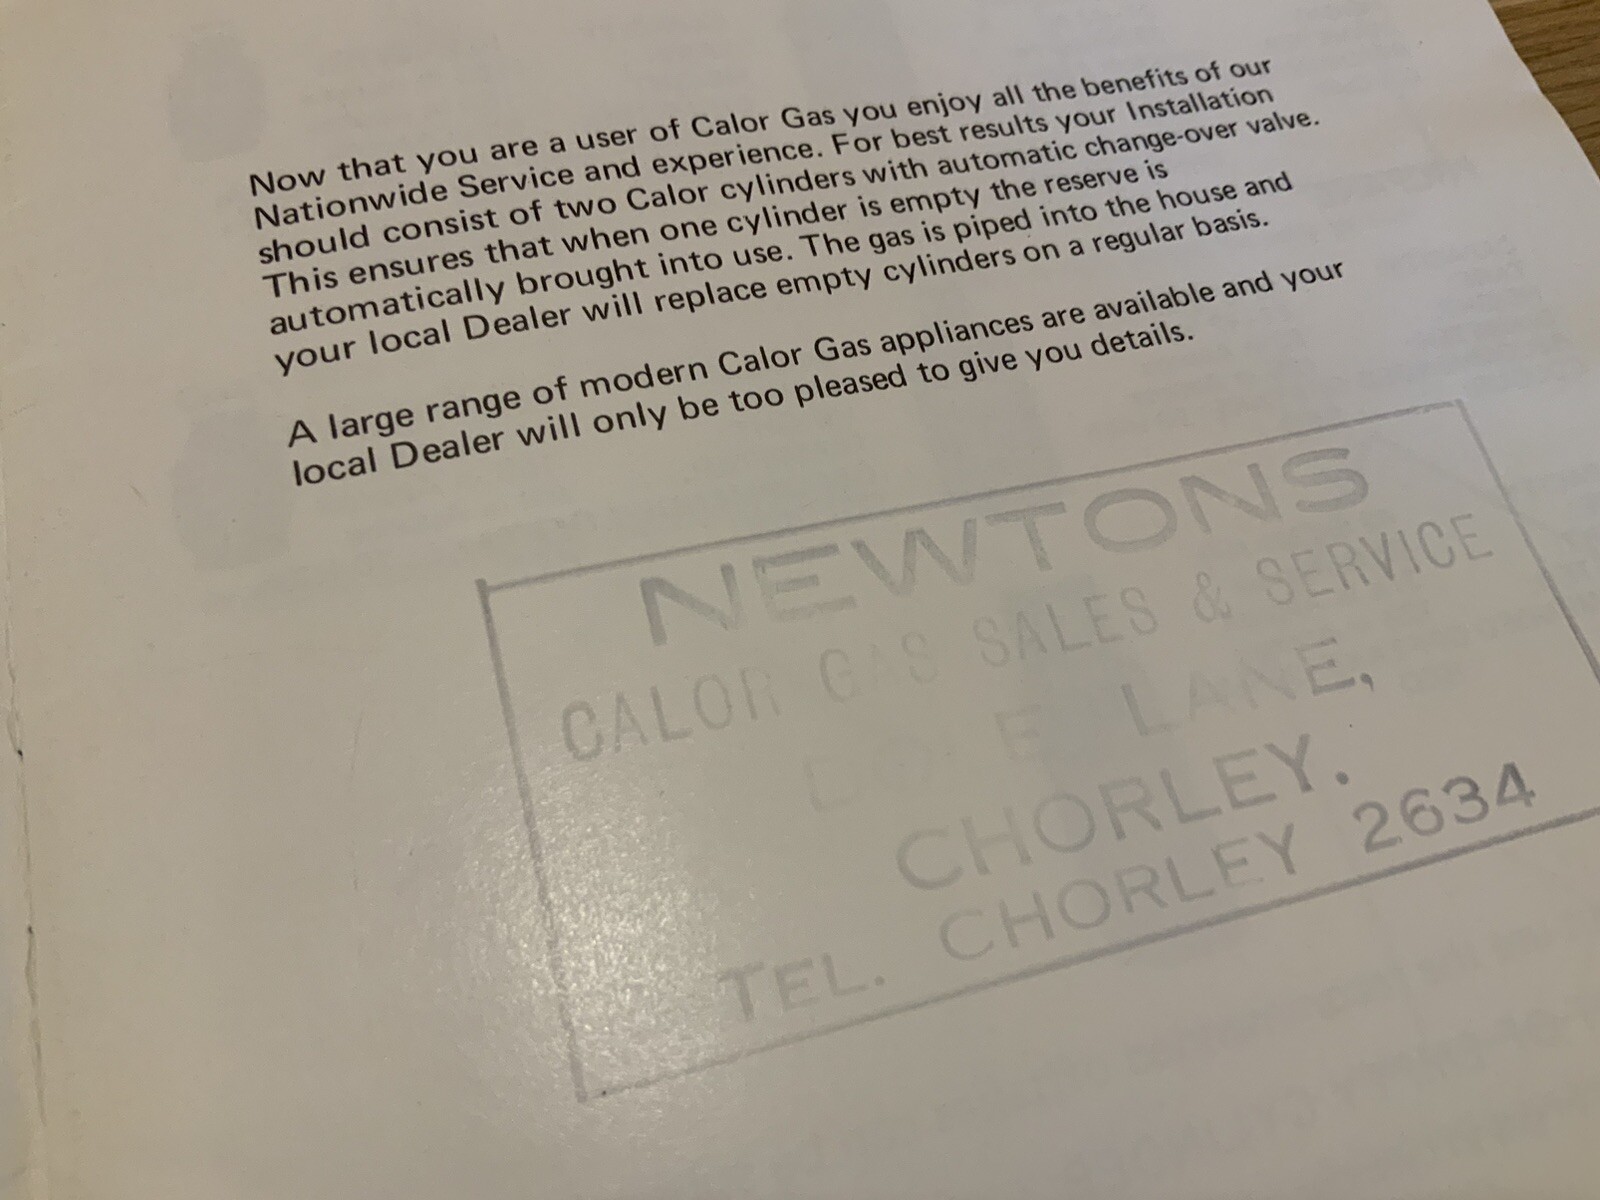 Now that you are a user of Calor Gas you enjoy all the benefits of our
Nationwide Service and experience. For best results your Installation
should consist of two Calor cylinders with automatic change-over valve.
This ensures that when one cylinder is empty the reserve is
automatically brought into use. The gas is piped into the house and
your local Dealer will replace empty cylinders on a regular basis.
A large range of modern Calor Gas appliances are available and your
local Dealer will only be too pleased to give you details.
NEWTONS
CALOR GAS SALES & SERVICE
LANE,
CHORLEY.
TEL. CHORLEY 2634